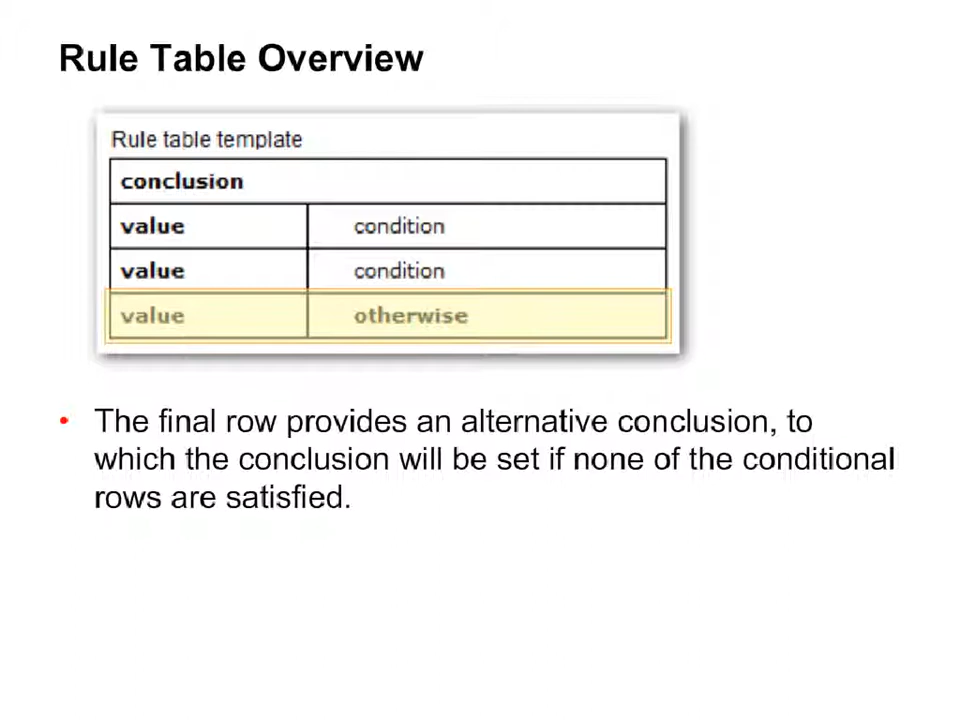 Rule Table Overview
Rule table template
conclusion
value condition
value condition
value otherwise
• The final row provides an alternative conclusion, to
which the conclusion will be set if none of the conditional
rows are satisfied.